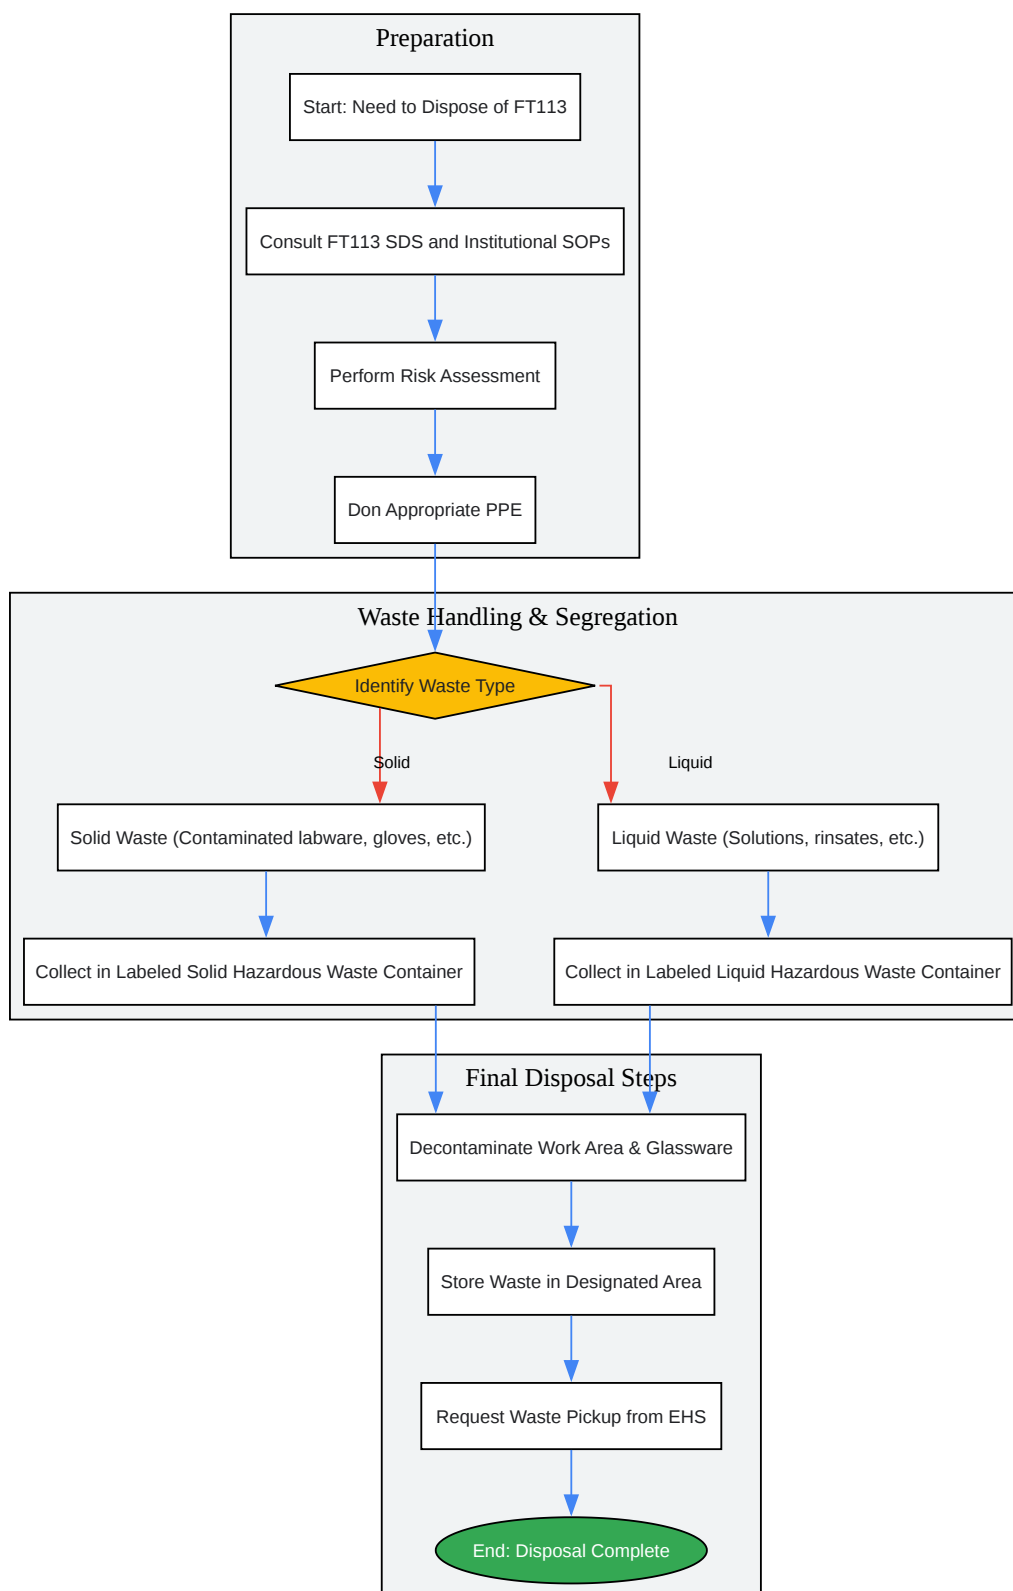 Preparation
Start: Need to Dispose of FT113
Consult FT113 SDS and Institutional SOPs
Perform Risk Assessment
Don Appropriate PPE
Waste Handling & Segregation
Identify Waste Type
Solid
Liquid
Solid Waste (Contaminated labware, gloves, etc.)
Liquid Waste (Solutions, rinsates, etc.)
Collect in Labeled Solid Hazardous Waste Container
Collect in Labeled Liquid Hazardous Waste Container
Final Disposal Steps
Decontaminate Work Area & Glassware
Store Waste in Designated Area
Request Waste Pickup from EHS
End: Disposal Complete